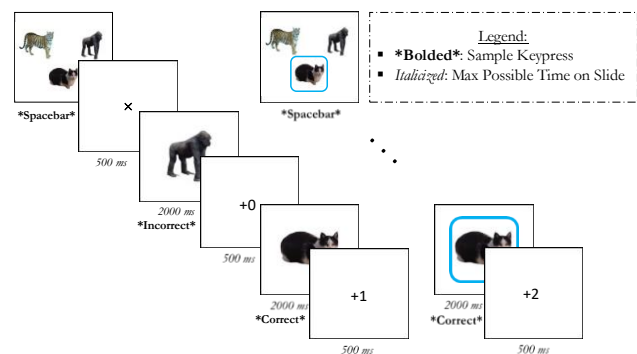 Legend:
▪ *Bolded*: Sample Keypress
▪ Italicized: Max Possible Time on Slide
*Spacebar*
×
500 ms
2000 ms
*Incorrect*
+0
500 ms
2000 ms
*Correct*
+1
500 ms
*Spacebar*
2000 ms
*Correct*
+2
500 ms